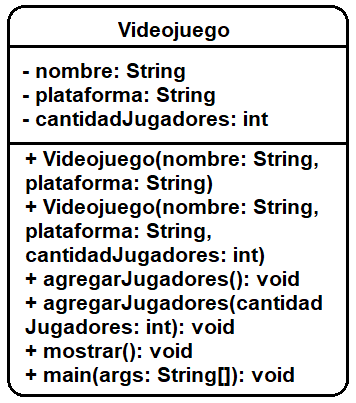 Videojuego
- nombre: String
- plataforma: String
- cantidadJugadores: int
+ Videojuego(nombre: String,
plataforma: String)
+ Videojuego(nombre: String,
plataforma: String,
cantidadJugadores: int)
+ agregarJugadores(): void
+ agregarJugadores(cantidad
Jugadores: int): void
+ mostrar(): void
+ main(args: String[]): void